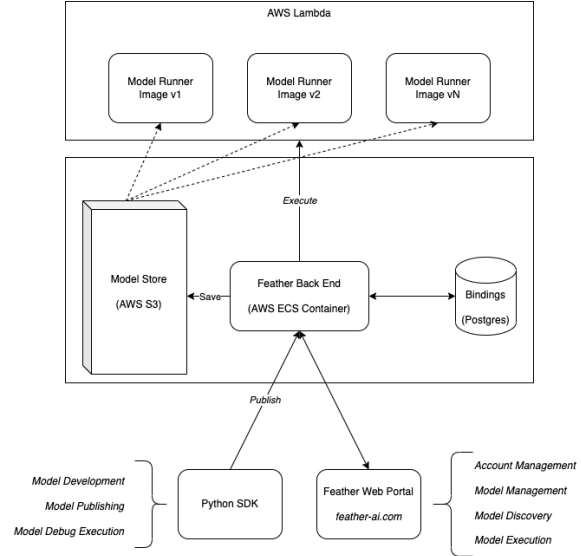 AWS Lambda
Model Runner
Image v1
Model Runner
Image v2
Model Runner
Image vN
Execute
Model Store
(AWS S3)
Save
Feather Back End
(AWS ECS Container)
Bindings
(Postgres)
Publish
Model Development
Model Publishing
Model Debug Execution
Python SDK
Feather Web Portal
feather-ai.com
Account Management
Model Management
Model Discovery
Model Execution